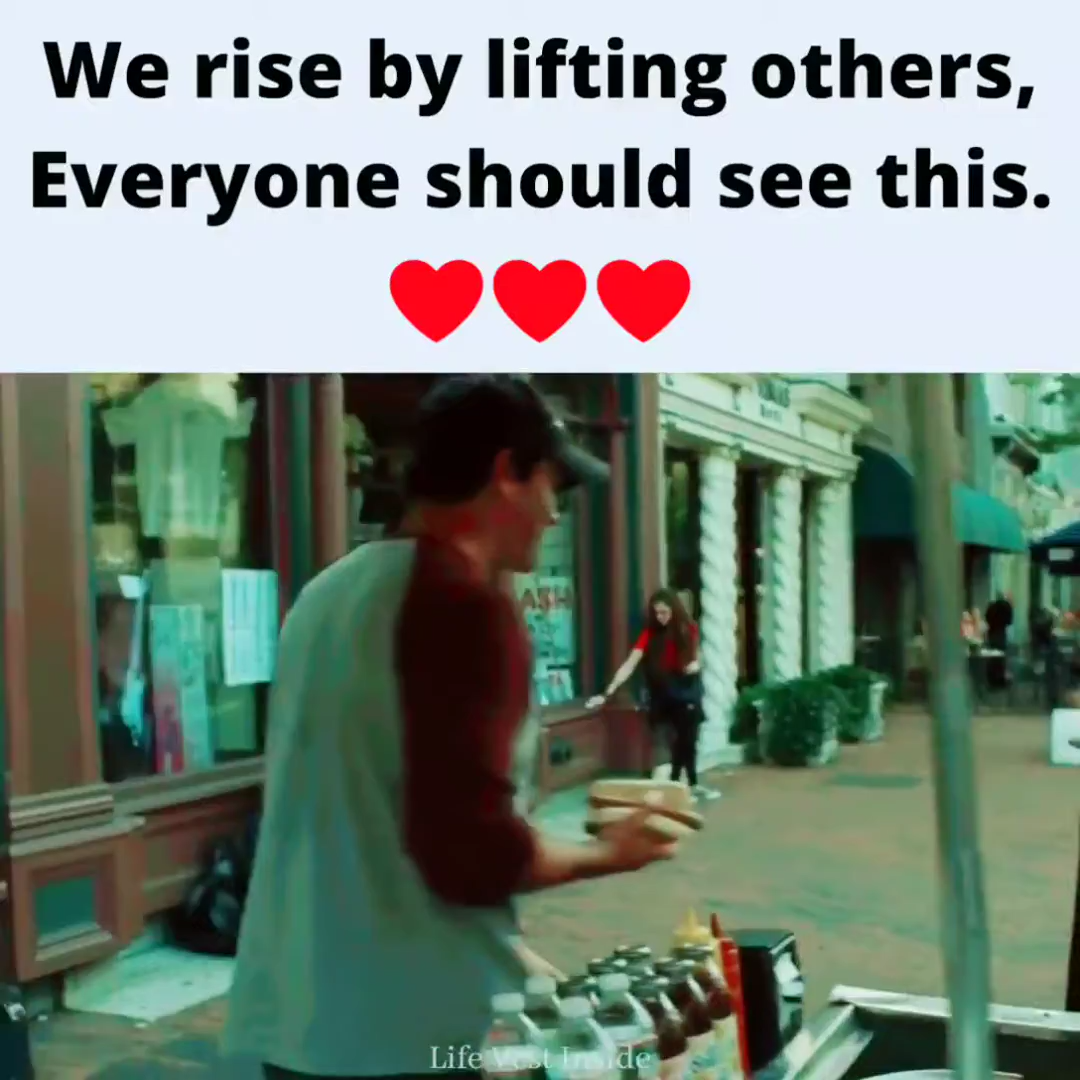 We rise by lifting others,
Everyone should see this.
Life Vest Inside